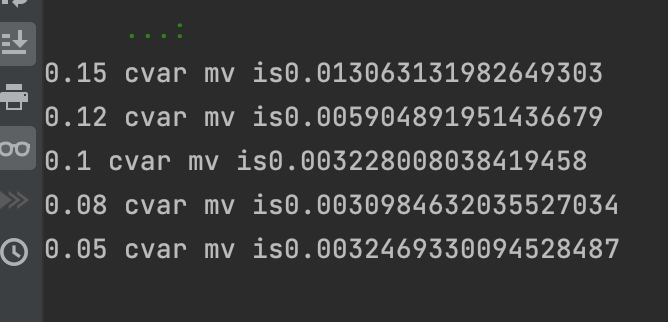 ...:
0.15 cvar mv is0.013063131982649303
0.12 cvar mv is0.005904891951436679
0.1 cvar mv is0.003228008038419458
0.08 cvar mv is0.0030984632035527034
0.05 cvar mv is0.0032469330094528487